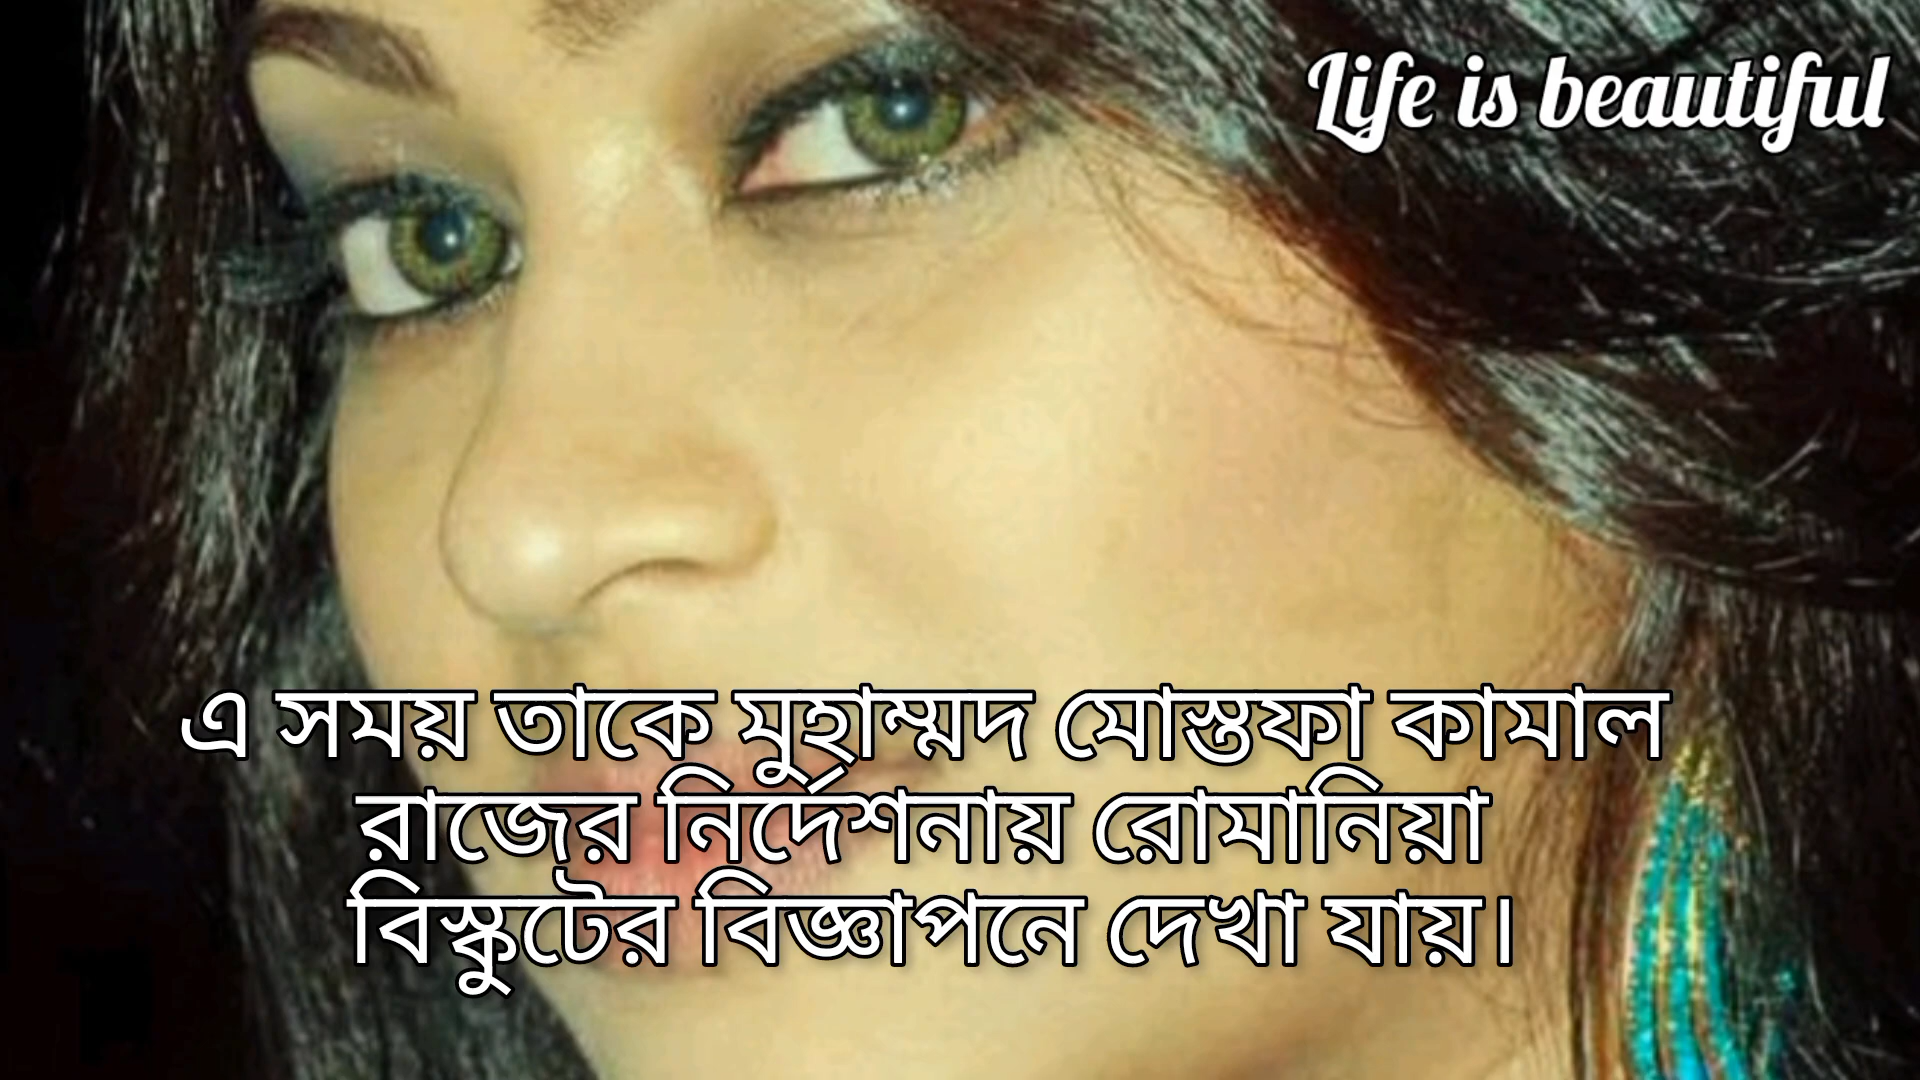 Life is beautiful
এ সময় তাকে মুহাম্মদ মোস্তফা কামাল
রাজের নির্দেশনায় রোমানিয়া
বিস্কুটের বিজ্ঞাপনে দেখা যায়।